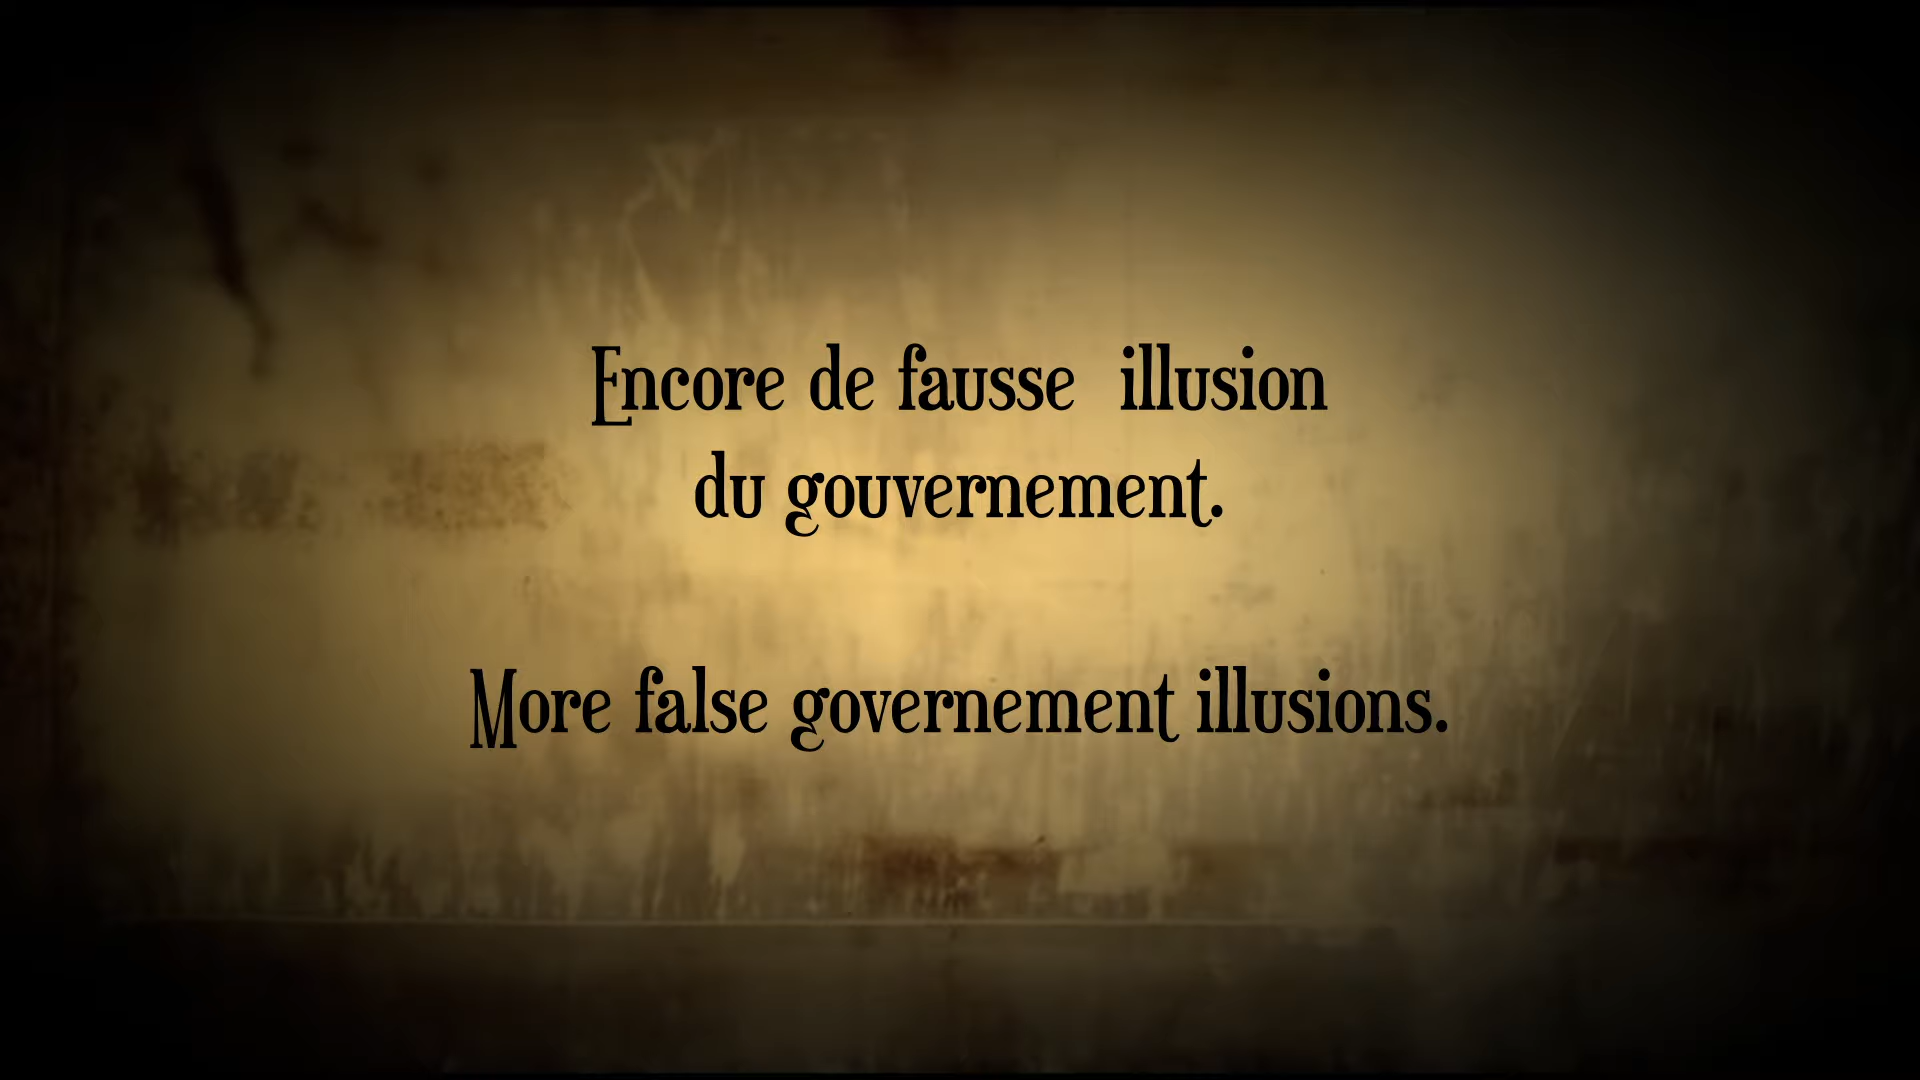 Encore de fausse  illusion
du gouvernement.
More false governement illusions.